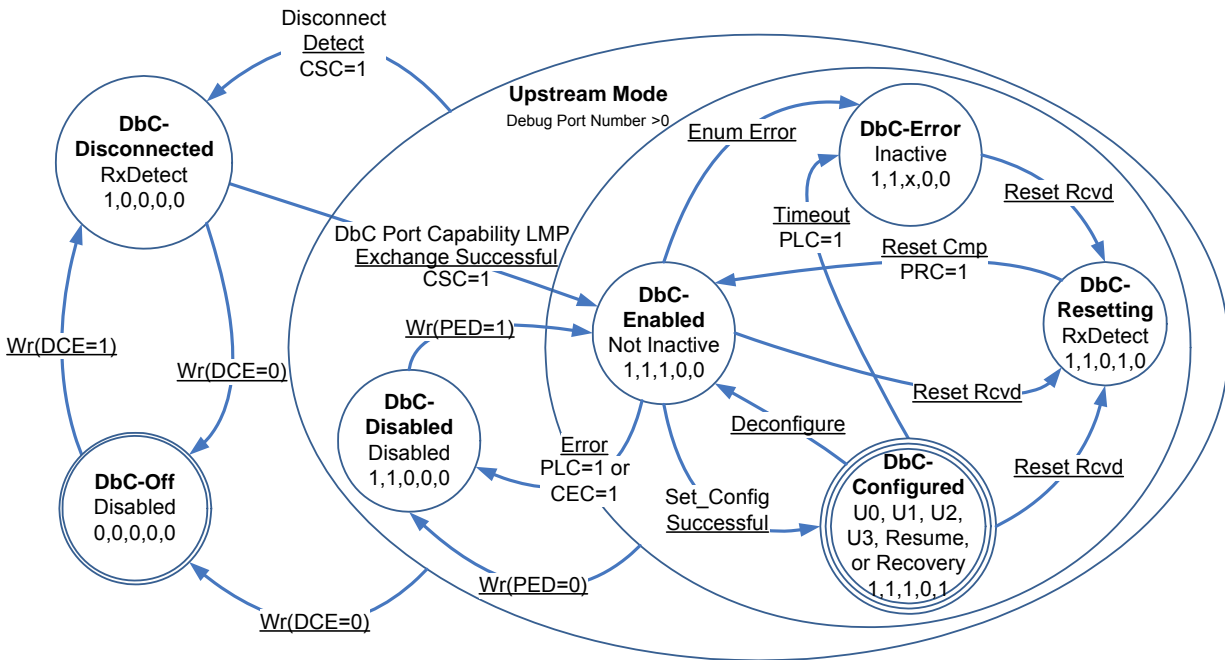 Disconnect
Detect
CSC=1
DbC-
Disconnected
RxDetect
1,0,0,0,0
Upstream Mode
Debug Port Number >0
Enum Error
DbC-Error
Inactive
1,1,x,0,0
Reset Rcvd
Timeout
PLC=1
Reset Cmp
PRC=1
DbC Port Capability LMP
Exchange Successful
CSC=1
DbC-
Enabled
Not Inactive
1,1,1,0,0
DbC-
Resetting
RxDetect
1,1,0,1,0
Wr(DCE=1)
Wr(DCE=0)
Wr(PED=1)
Reset Rcvd
DbC-
Disabled
Disabled
1,1,0,0,0
Error
PLC=1 or
CEC=1
Deconfigure
Set_Config
Successful
DbC-
Configured
U0, U1, U2,
U3, Resume,
or Recovery
1,1,1,0,1
Reset Rcvd
DbC-Off
Disabled
0,0,0,0,0
Wr(PED=0)
Wr(DCE=0)